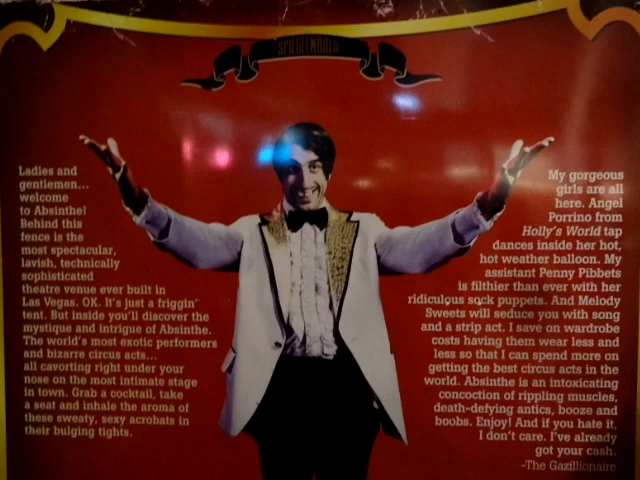 SPIEGELWORLD
Ladies and
gentlemen...
welcome
to Absinthe!
Behind this
fence is the
most spectacular,
lavish, technically
sophisticated
theatre venue ever built in
Las Vegas. OK. It's just a friggin'
tent. But inside you'll discover the
mystique and intrigue of Absinthe.
The world's most exotic performers
and bizarre circus acts...
all cavorting right under your
nose on the most intimate stage
in town. Grab a cocktail, take
a seat and inhale the aroma of
these sweaty, sexy acrobats in
their bulging tights.
My gorgeous
girls are all
here. Angel
Porrino from
Holly's World tap
dances inside her hot,
hot weather balloon. My
assistant Penny Pibbets
is filthier than ever with her
ridiculous sock puppets. And Melody
Sweets will seduce you with song
and a strip act. I save on wardrobe
costs having them wear less and
less so that I can spend more on
getting the best circus acts in the
world. Absinthe is an intoxicating
concoction of rippling muscles,
death-defying antics, booze and
boobs. Enjoy! And if you hate it,
I don't care. I've already
got your cash.
-The Gazillionaire